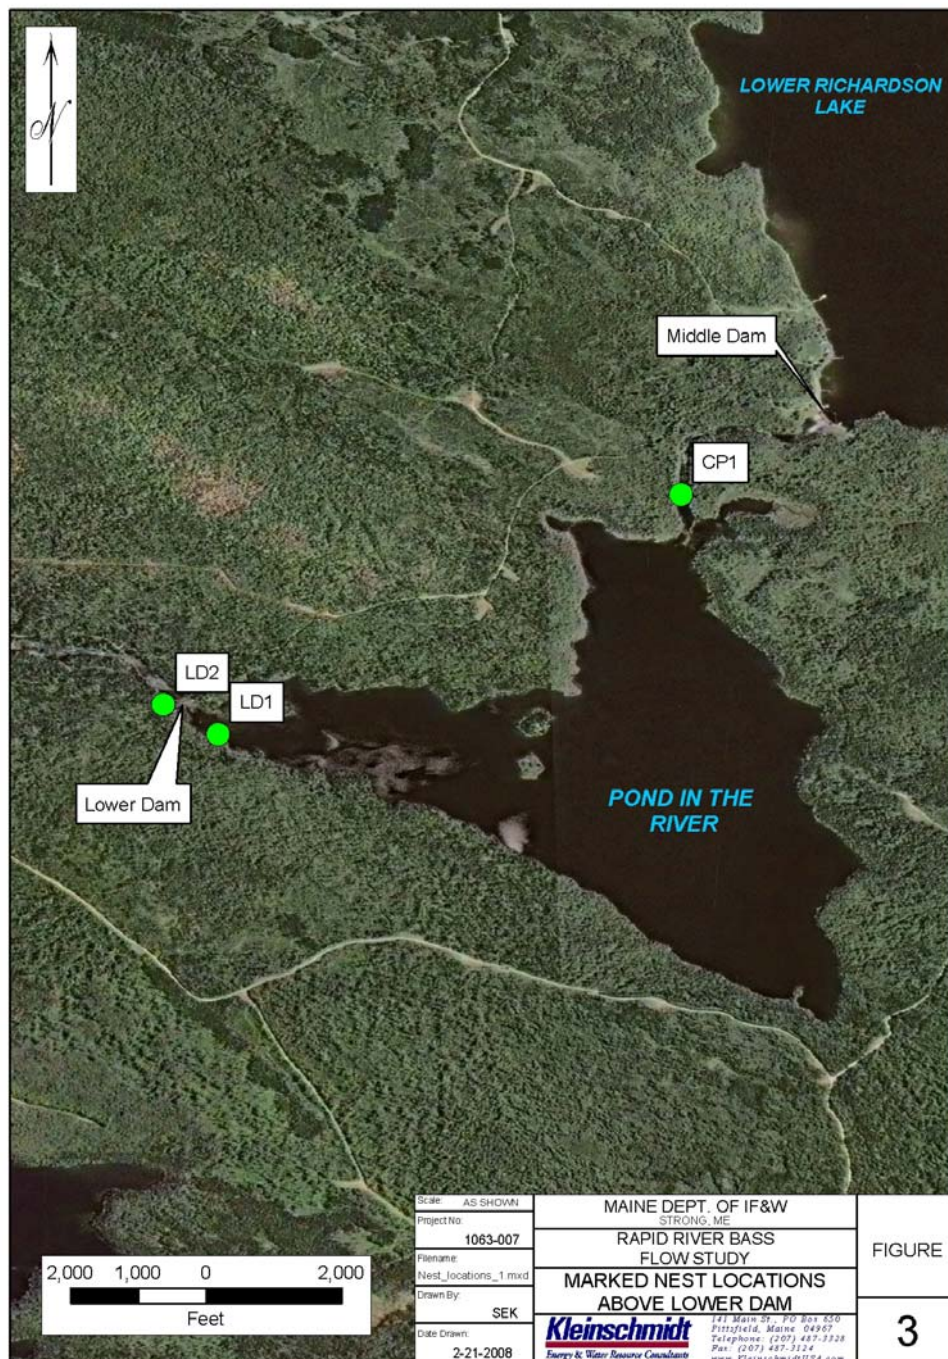 N
LOWER RICHARDSON
LAKE
Middle Dam
CP1
LD2
LD1
Lower Dam
POND IN THE
RIVER
2,000 1,000 0 2,000
Feet
Scale: AS SHOWN
Project No:
1063-007
Filename:
Nest_locations_1.mxd
Drawn By:
SEK
Date Drawn:
2-21-2008
MAINE DEPT. OF IF&W
STRONG, ME
RAPID RIVER BASS
FLOW STUDY
MARKED NEST LOCATIONS
ABOVE LOWER DAM
Kleinschmidt
Energy & Water Resource Consultants
141 Main St., PO Box 650
Pittsfield, Maine 04967
Telephone: (207) 487-3328
Fax: (207) 487-3124
www.KleinschmidtUSA.com
FIGURE
3